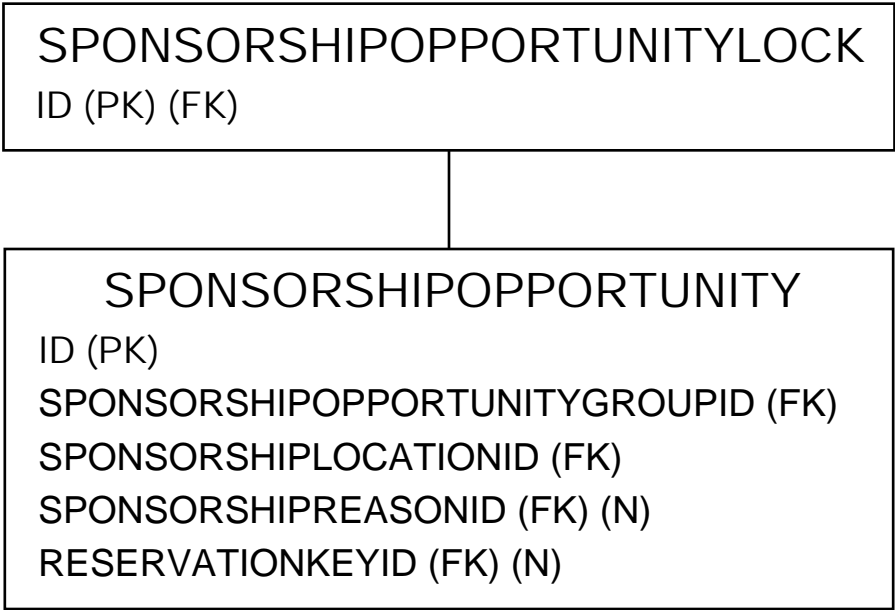 SPONSORSHIPOPPORTUNITYLOCK
ID (PK) (FK)
SPONSORSHIPOPPORTUNITY
ID (PK)
SPONSORSHIPOPPORTUNITYGROUPID (FK)
SPONSORSHIPLOCATIONID (FK)
SPONSORSHIPREASONID (FK) (N)
RESERVATIONKEYID (FK) (N)